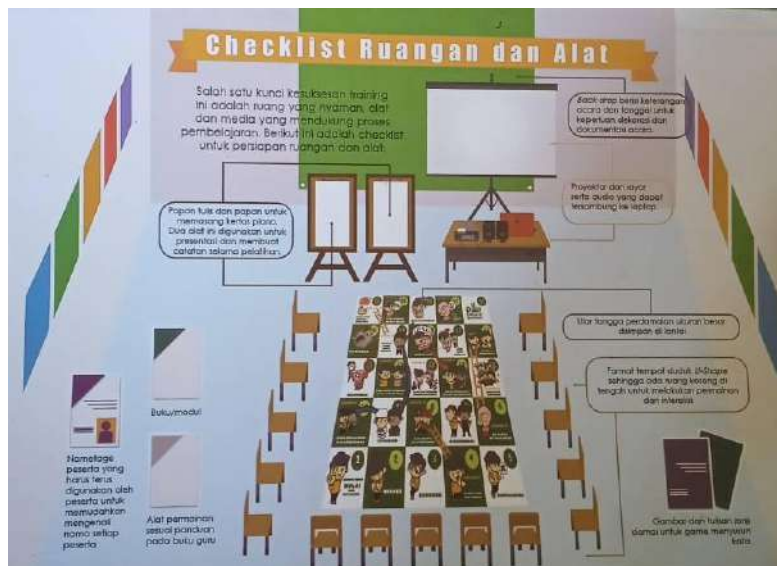 Checklist Ruangan dan Alat
Salah satu kunci kesuksesan training
ini adalah ruang yang nyaman, alat
dan media yang mendukung proses
pembelajaran. Berikut ini adalah checklist
untuk persiapan ruangan dan alat:
Back drop berisi keterangan
acara dan tanggal untuk
keperluan dekorasi dan
dokumentasi acara.
Papan tulis dan papan untuk
memasang kertas plano.
Dua alat ini digunakan untuk
presentasi dan membuat
catatan selama pelatihan.
Proyektor dan layar
serta audio yang dapat
tersambung ke laptop.
Ular tangga perdamaian ukuran besar
disimpan di lantai
Format tempat duduk U-Shape
sehingga ada ruang kosong di
tengah untuk melakukan permainan
dan interaksi
Buku/modul
Nametage
peserta yang
harus terus
digunakan oleh
peserta untuk
memudahkan
mengenali
nama setiap
peserta
Alat permainan
sesuai panduan
pada buku guru
Gambar dan tulisan
damai untuk game menyusun
kata